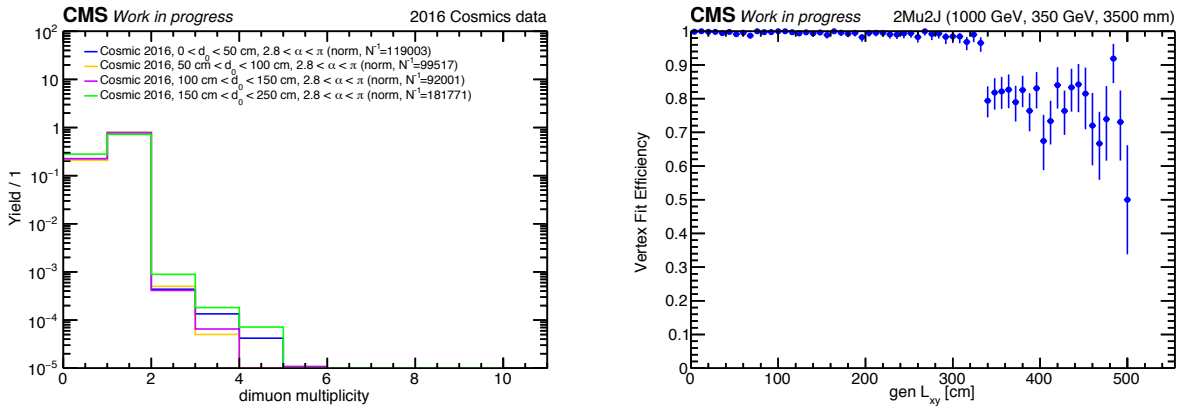 CMS Work in progress 2016 Cosmics data
Yield / 1
10²
10
1
10⁻¹
10⁻²
10⁻³
10⁻⁴
10⁻⁵
Cosmic 2016, 0 < d₀ < 50 cm, 2.8 < α < π (norm, N⁻¹=119003)
Cosmic 2016, 50 cm < d₀ < 100 cm, 2.8 < α < π (norm, N⁻¹=99517)
Cosmic 2016, 100 cm < d₀ < 150 cm, 2.8 < α < π (norm, N⁻¹=92001)
Cosmic 2016, 150 cm < d₀ < 250 cm, 2.8 < α < π (norm, N⁻¹=181771)
0 2 4 6 8 10
dimuon multiplicity
CMS Work in progress 2Mu2J (1000 GeV, 350 GeV, 3500 mm)
Vertex Fit Efficiency
1
0.9
0.8
0.7
0.6
0.5
0.4
0.3
0.2
0.1
0
0 100 200 300 400 500
gen L_xy [cm]